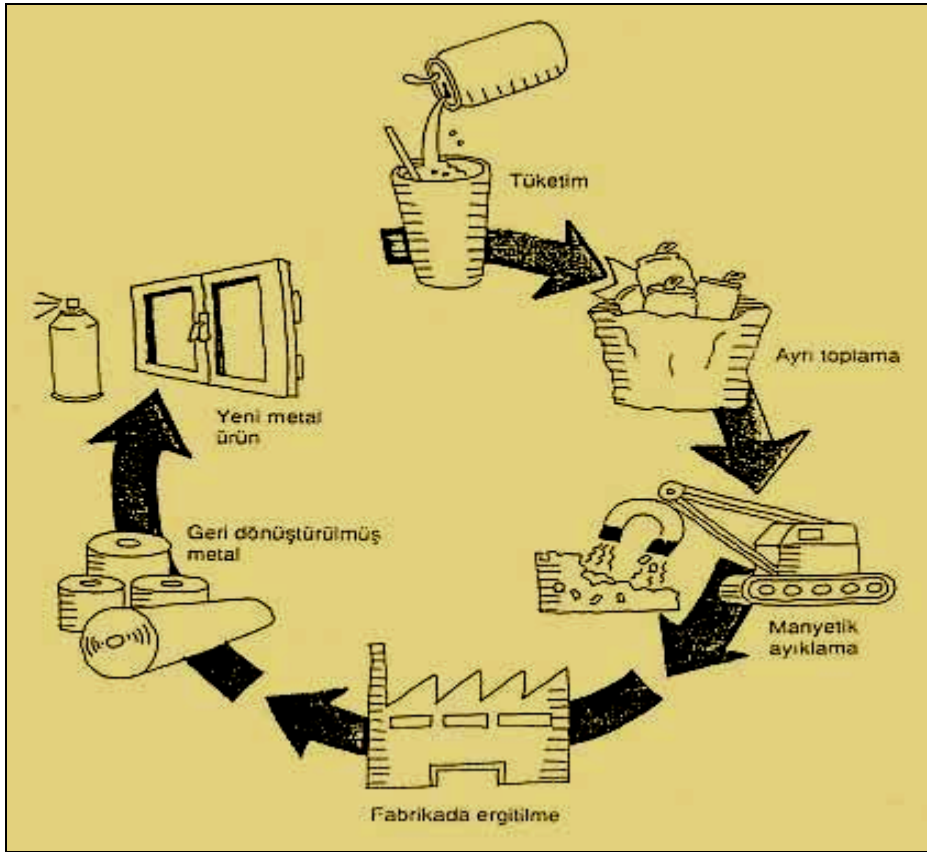 Tüketim
Ayrı toplama
Manyetik
ayıklama
Fabrikada ergitilme
Geri dönüştürülmüş
metal
Yeni metal
ürün